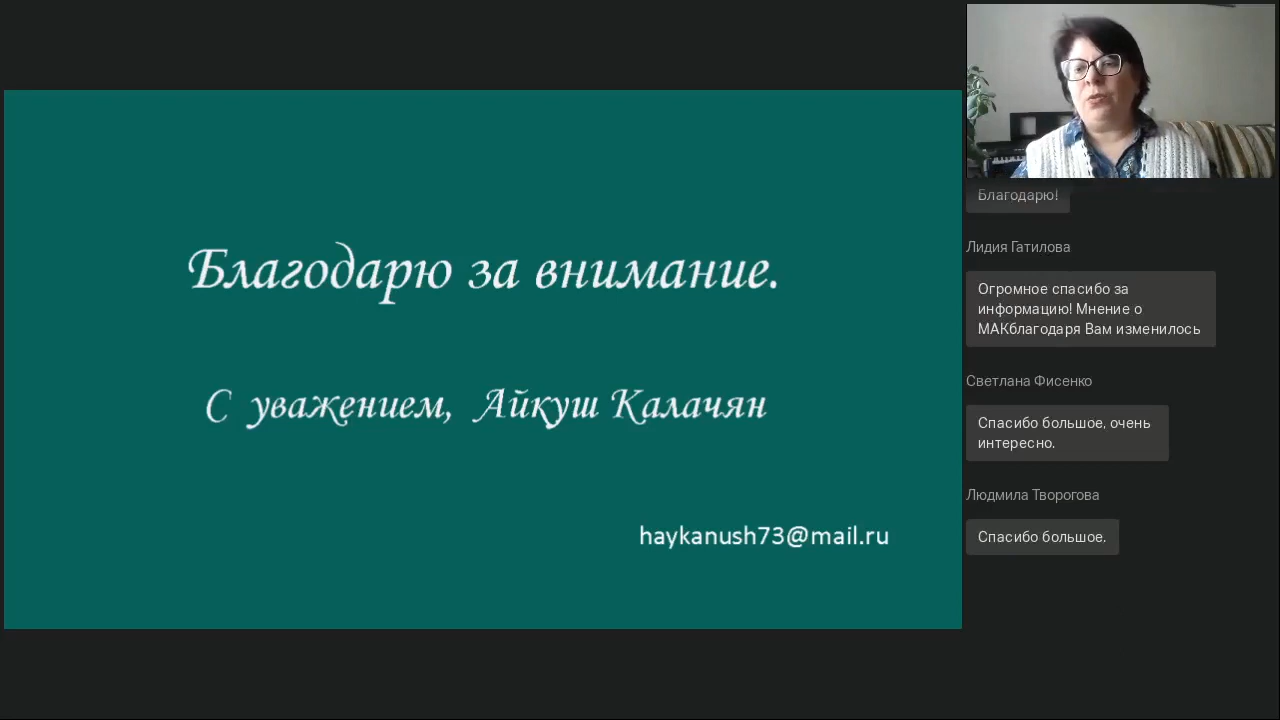 Благодарю за внимание.
С уважением, Айкуш Калачян
haykanush73@mail.ru
Благодарю!
Лидия Гатилова
Огромное спасибо за
информацию! Мнение о
МАКблагодаря Вам изменилось
Светлана Фисенко
Спасибо большое, очень
интересно.
Людмила Творогова
Спасибо большое.